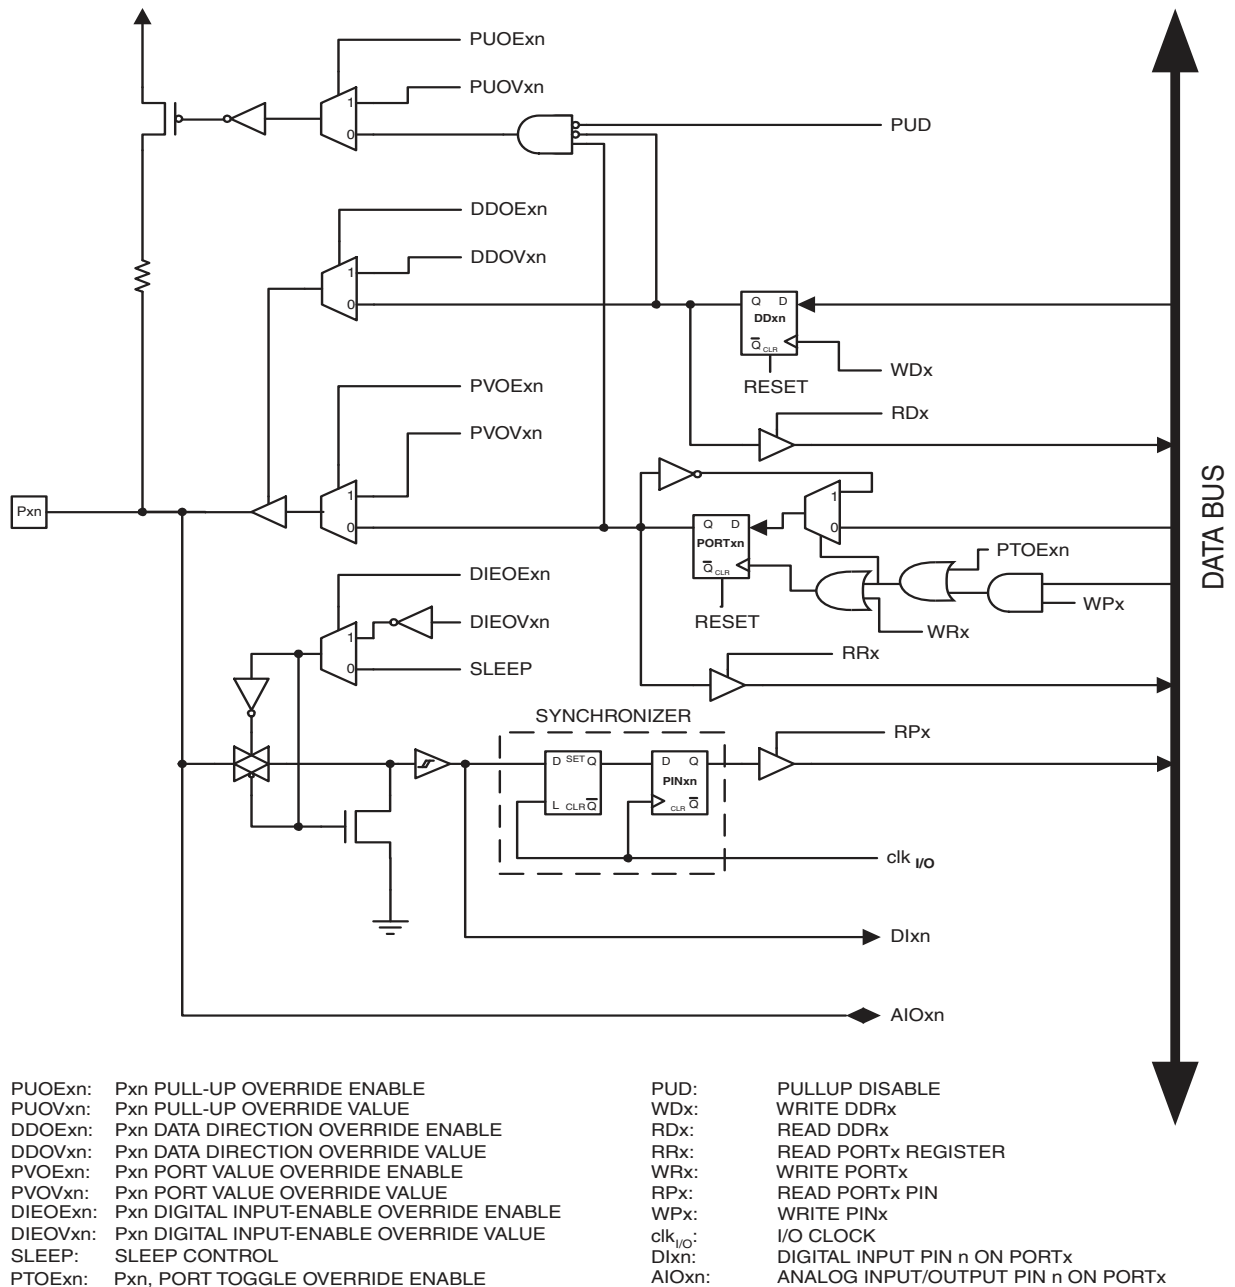 PUOExn
PUOVxn
1
0
PUD
DDOExn
DDOVxn
1
0
Q D
DDxn
Q CLR
WDx
RESET
PVOExn
RDx
PVOVxn
DATA BUS
1
0
Pxn
1
0
Q D
PORTxn
Q CLR
PTOExn
DIEOExn
WPx
RESET
WRx
DIEOVxn
1
0
SLEEP
RRx
SYNCHRONIZER
RPx
D SET Q
L CLR Q
D Q
PINxn
CLR Q
clk I/O
DIxn
AIOxn
PUOExn: Pxn PULL-UP OVERRIDE ENABLE
PUOVxn: Pxn PULL-UP OVERRIDE VALUE
DDOExn: Pxn DATA DIRECTION OVERRIDE ENABLE
DDOVxn: Pxn DATA DIRECTION OVERRIDE VALUE
PVOExn: Pxn PORT VALUE OVERRIDE ENABLE
PVOVxn: Pxn PORT VALUE OVERRIDE VALUE
DIEOExn: Pxn DIGITAL INPUT-ENABLE OVERRIDE ENABLE
DIEOVxn: Pxn DIGITAL INPUT-ENABLE OVERRIDE VALUE
SLEEP: SLEEP CONTROL
PTOExn: Pxn, PORT TOGGLE OVERRIDE ENABLE
PUD: PULLUP DISABLE
WDx: WRITE DDRx
RDx: READ DDRx
RRx: READ PORTx REGISTER
WRx: WRITE PORTx
RPx: READ PORTx PIN
WPx: WRITE PINx
clkI/O: I/O CLOCK
DIxn: DIGITAL INPUT PIN n ON PORTx
AIOxn: ANALOG INPUT/OUTPUT PIN n ON PORTx